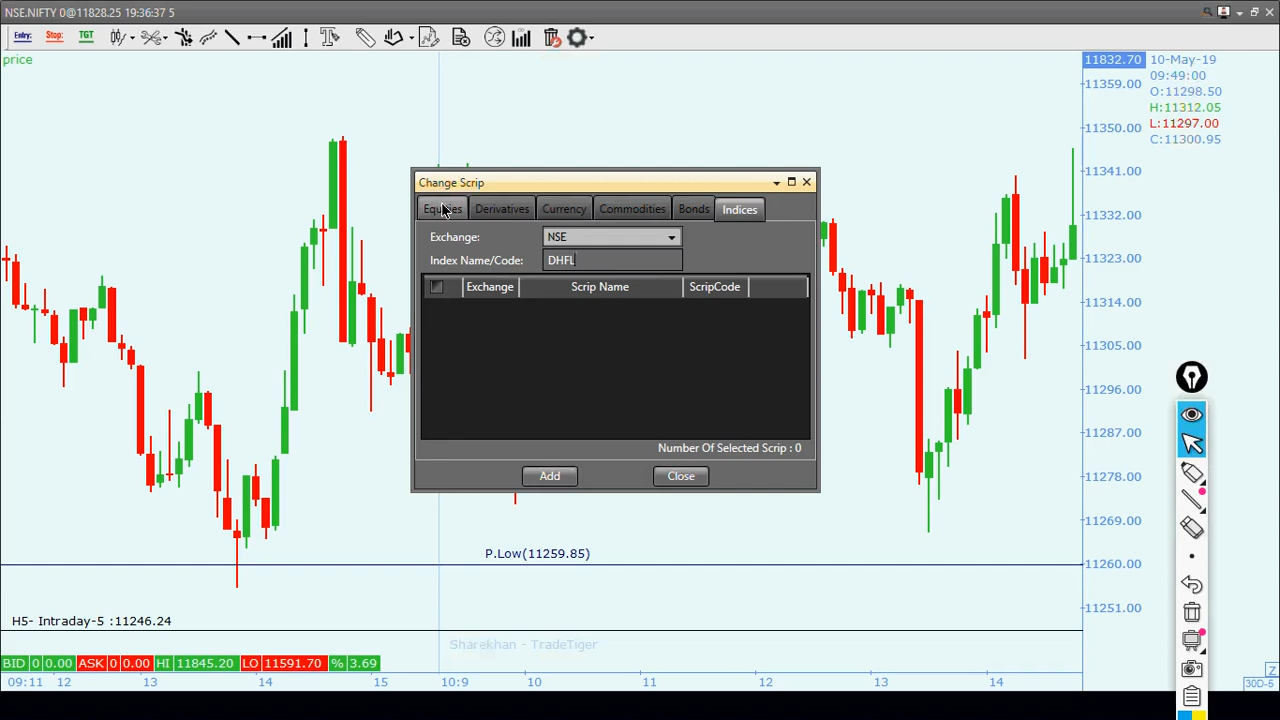 NSE.NIFTY 0@11828.25 19:36:37 5
Entry: Stop: TGT
price
11832.70
10-May-19
09:49:00
O:11298.50
H:11312.05
L:11297.00
C:11300.95
11359.00
11350.00
11341.00
11332.00
11323.00
11314.00
11305.00
11296.00
11287.00
11278.00
11269.00
11260.00
11251.00
Change Scrip
Equities Derivatives Currency Commodities Bonds Indices
Exchange: NSE
Index Name/Code: DHFL
Exchange Scrip Name ScripCode
Number Of Selected Scrip : 0
Add Close
P.Low(11259.85)
H5- Intraday-5 :11246.24
Sharekhan - TradeTiger
BID 0 0.00 ASK 0 0.00 HI 11845.20 LO 11591.70 % 3.69
09:11 12 13 14 15 10:9 10 11 12 13 14
Z
30D-5